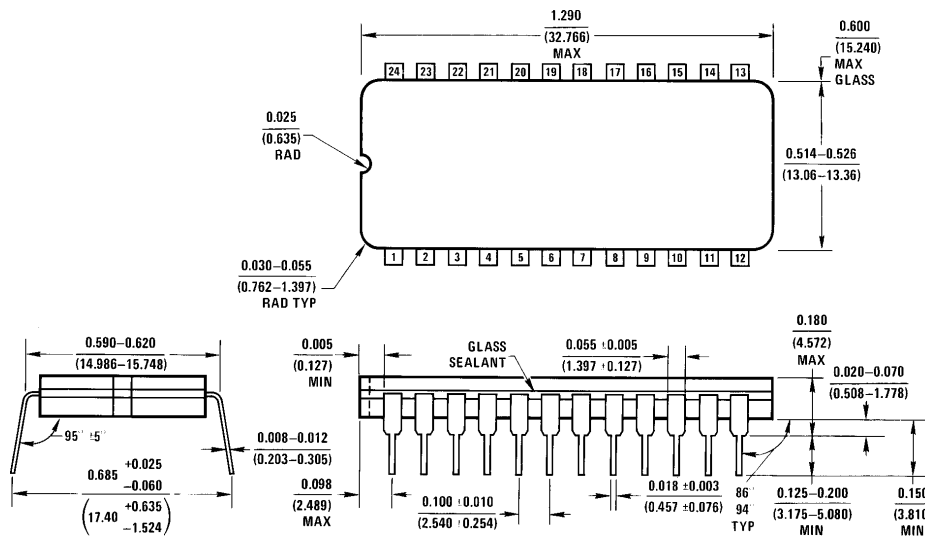 1.290
(32.766)
MAX
0.600
(15.240)
MAX
GLASS
24 23 22 21 20 19 18 17 16 15 14 13
0.025
(0.635)
RAD
0.514–0.526
(13.06–13.36)
1 2 3 4 5 6 7 8 9 10 11 12
0.030–0.055
(0.762–1.397)
RAD TYP
0.590–0.620
(14.986–15.748)
0.005
(0.127)
MIN
GLASS
SEALANT
0.055 ±0.005
(1.397 ±0.127)
0.180
(4.572)
MAX
0.020–0.070
(0.508–1.778)
95° ±5°
0.008–0.012
(0.203–0.305)
0.685 +0.025
–0.060
(17.40 +0.635
–1.524)
0.098
(2.489)
MAX
0.100 ±0.010
(2.540 ±0.254)
0.018 ±0.003
(0.457 ±0.076)
86°
94°
TYP
0.125–0.200
(3.175–5.080)
MIN
0.150
(3.810
MIN